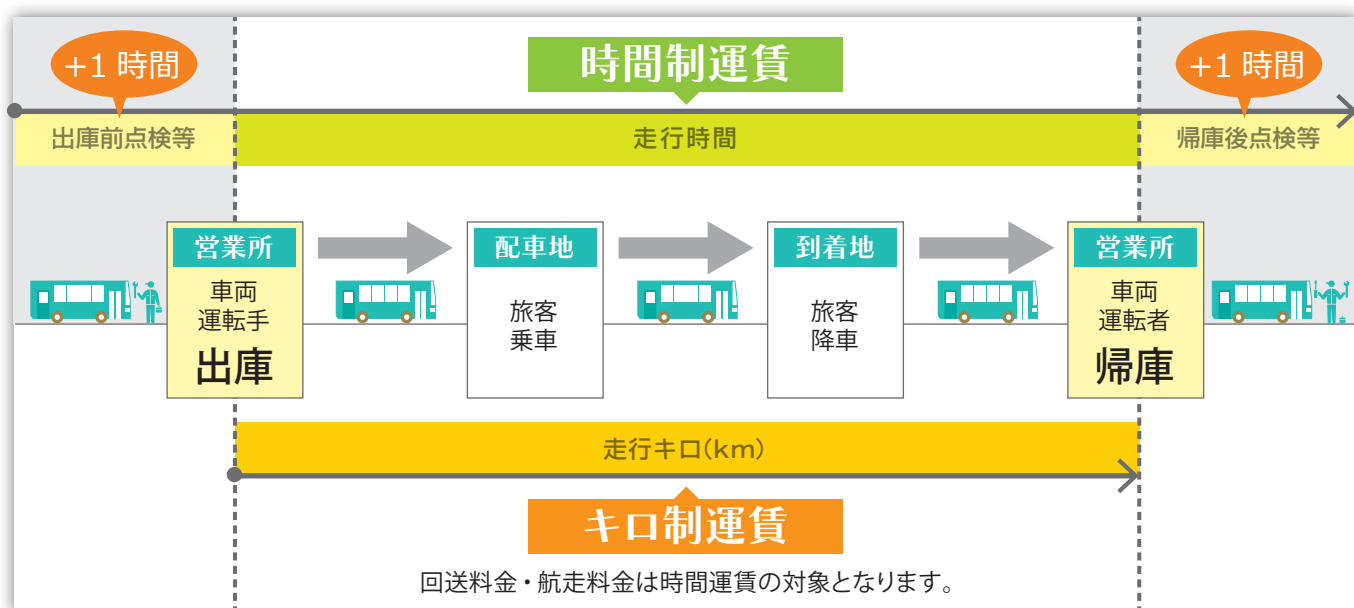 +1 時間
時間制運賃
+1 時間
出庫前点検等
走行時間
帰庫後点検等
営業所
車両
運転手
出庫
配車地
旅客
乗車
到着地
旅客
降車
営業所
車両
運転者
帰庫
走行キロ(km)
キロ制運賃
回送料金・航走料金は時間運賃の対象となります。